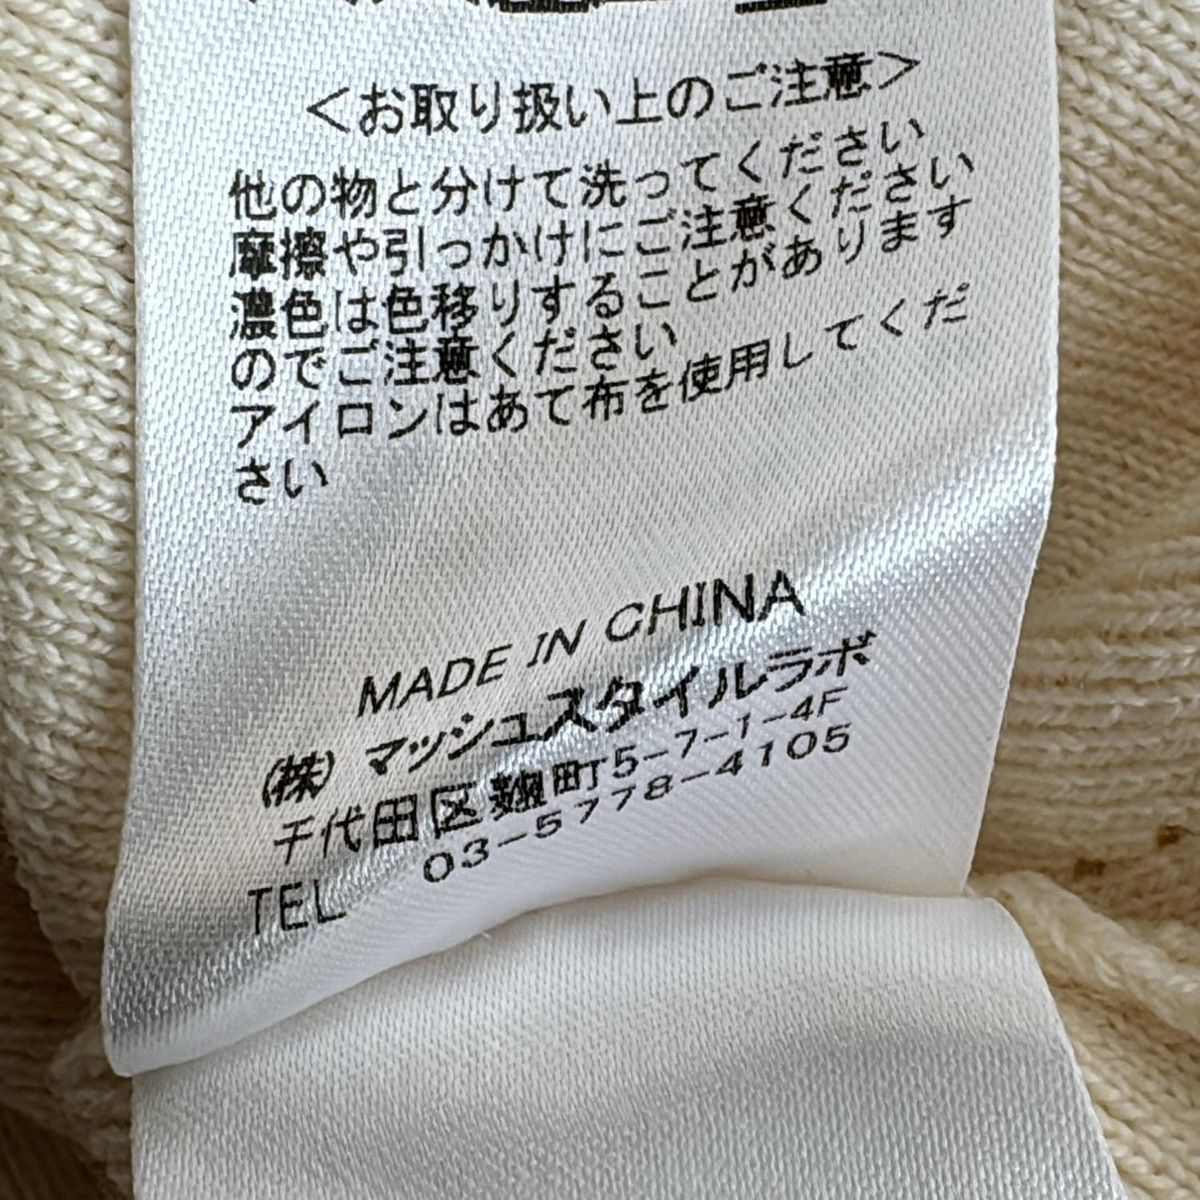 <お取り扱い上のご注意>
他の物と分けて洗ってください
摩擦や引っかけにご注意ください
濃色は色移りすることがあります
のでご注意ください
アイロンはあて布を使用してくだ
さい
MADE IN CHINA
(株)マッシュスタイルラボ
千代田区麹町5-7-1-4F
TEL 03-5778-4105